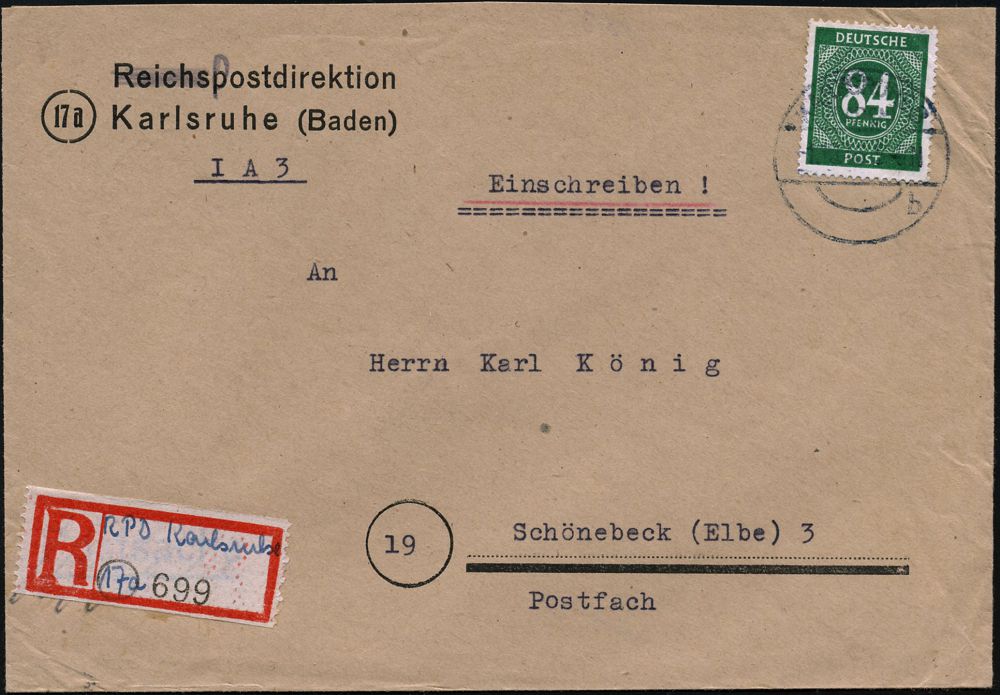 Reichspostdirektion
P
17a Karlsruhe (Baden)
I A 3
DEUTSCHE
84
PFENNIG
POST
b
Einschreiben !
An
Herrn Karl König
19 Schönebeck (Elbe) 3
Postfach
R RPD Karlsruhe
17a 699